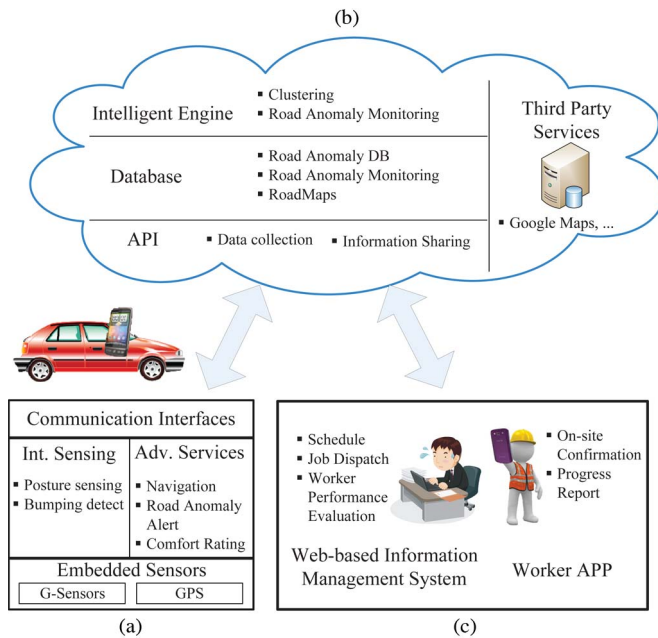 (b)
Intelligent Engine
▪ Clustering
▪ Road Anomaly Monitoring
Database
▪ Road Anomaly DB
▪ Road Anomaly Monitoring
▪ RoadMaps
API
▪ Data collection
▪ Information Sharing
Third Party
Services
▪ Google Maps, ...
Communication Interfaces
Int. Sensing
▪ Posture sensing
▪ Bumping detect
Adv. Services
▪ Navigation
▪ Road Anomaly
Alert
▪ Comfort Rating
Embedded Sensors
G-Sensors
GPS
(a)
▪ Schedule
▪ Job Dispatch
▪ Worker
Performance
Evaluation
Web-based Information
Management System
▪ On-site
Confirmation
▪ Progress
Report
Worker APP
(c)